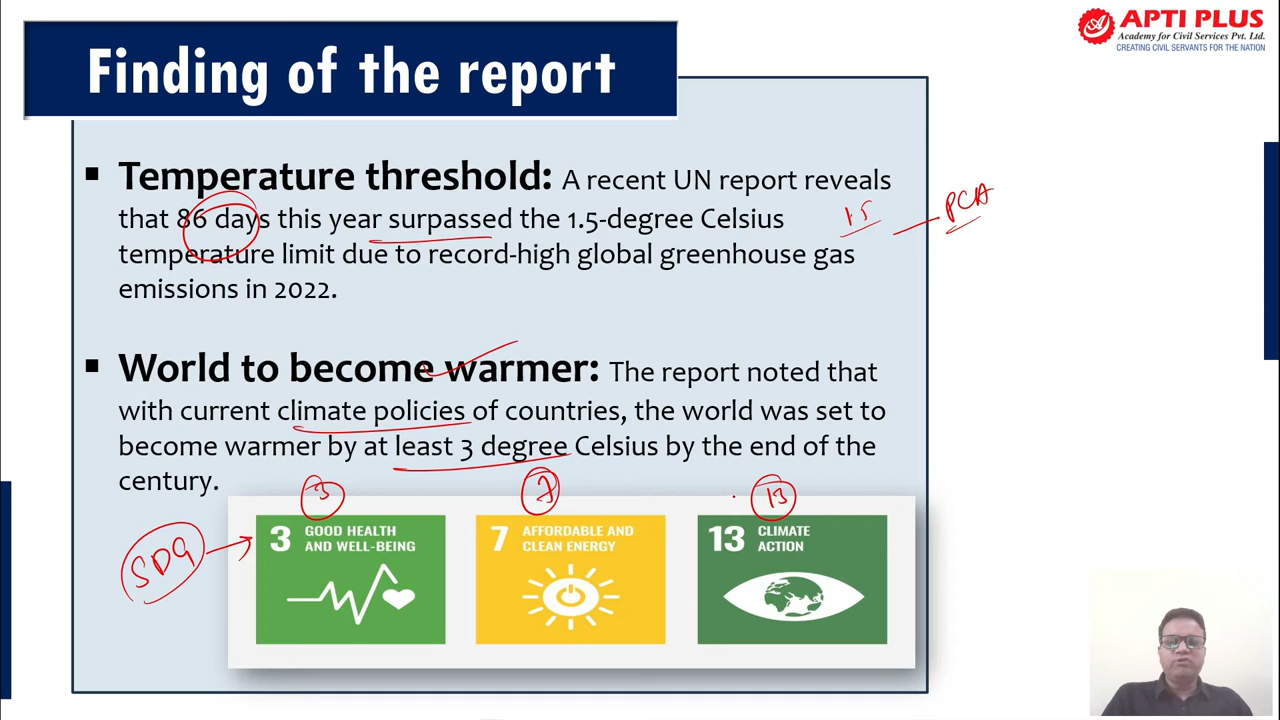 APTI PLUS
Academy for Civil Services Pvt. Ltd.
CREATING CIVIL SERVANTS FOR THE NATION
Finding of the report
▪ Temperature threshold: A recent UN report reveals
that 86 days this year surpassed the 1.5-degree Celsius
temperature limit due to record-high global greenhouse gas
emissions in 2022.
1.5
PCA
▪ World to become warmer: The report noted that
with current climate policies of countries, the world was set to
become warmer by at least 3 degree Celsius by the end of the
century.
3
7
13
SDG
3 GOOD HEALTH
AND WELL-BEING
7 AFFORDABLE AND
CLEAN ENERGY
13 CLIMATE
ACTION